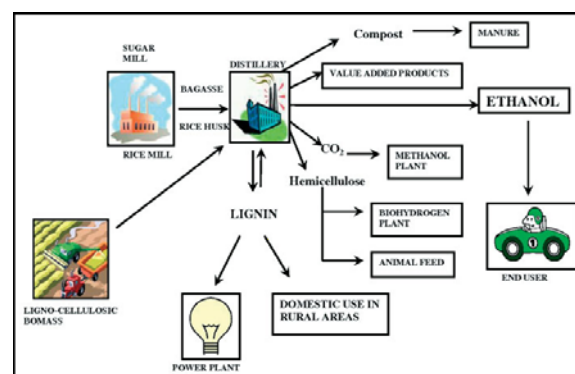 SUGAR
MILL
DISTILLERY
Compost
MANURE
BAGASSE
VALUE ADDED PRODUCTS
ETHANOL
RICE HUSK
RICE MILL
CO2
METHANOL
PLANT
Hemicellulose
LIGNIN
BIOHYDROGEN
PLANT
ANIMAL FEED
1
END USER
LIGNO-CELLULOSIC
BOMASS
DOMESTIC USE IN
RURAL AREAS
POWER PLANT